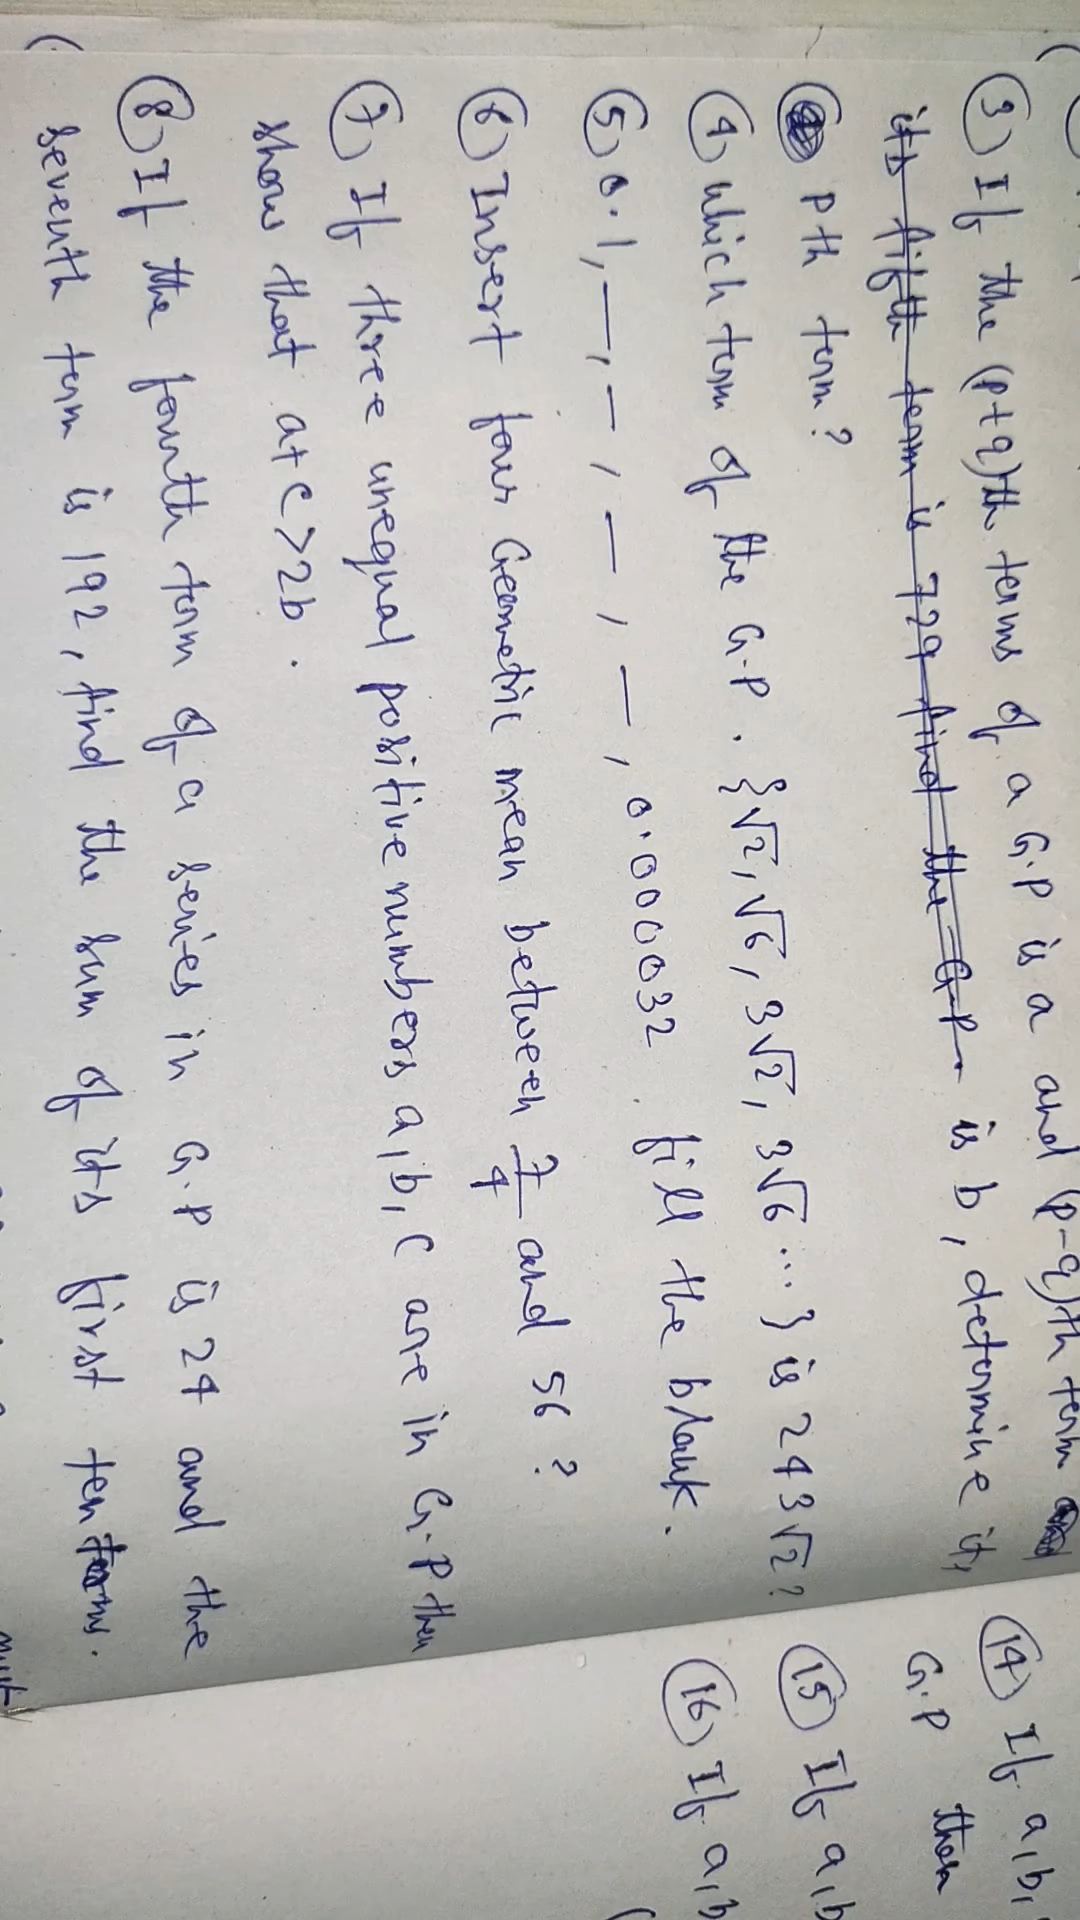 ③ If the (p+q)th terms of a G.P is a and (p-q)th term
its fifth term is 729 find the G.P. is b, determine its
pth term?
④ which term of the G.P. {√2, √6, 3√2, 3√6 ...} is 243√2?
⑤ 0.1, —, —, —, —, 0.0000032 fill the blank.
⑥ Insert four Geometric mean between 7/4 and 56?
⑦ If three unequal positive numbers a, b, c are in G.P then
show that a+c>2b.
⑧ If the fourth term of a series in G.P is 24 and the
seventh term is 192, find the sum of its first ten terms.
⑭ If a, b,
G.P then
⑮ If a, b
⑯ If a, b